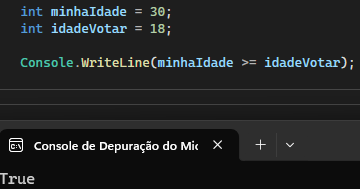 int minhaIdade = 30;
int idadeVotar = 18;
Console.WriteLine(minhaIdade >= idadeVotar);
Console de Depuração do Mic
True